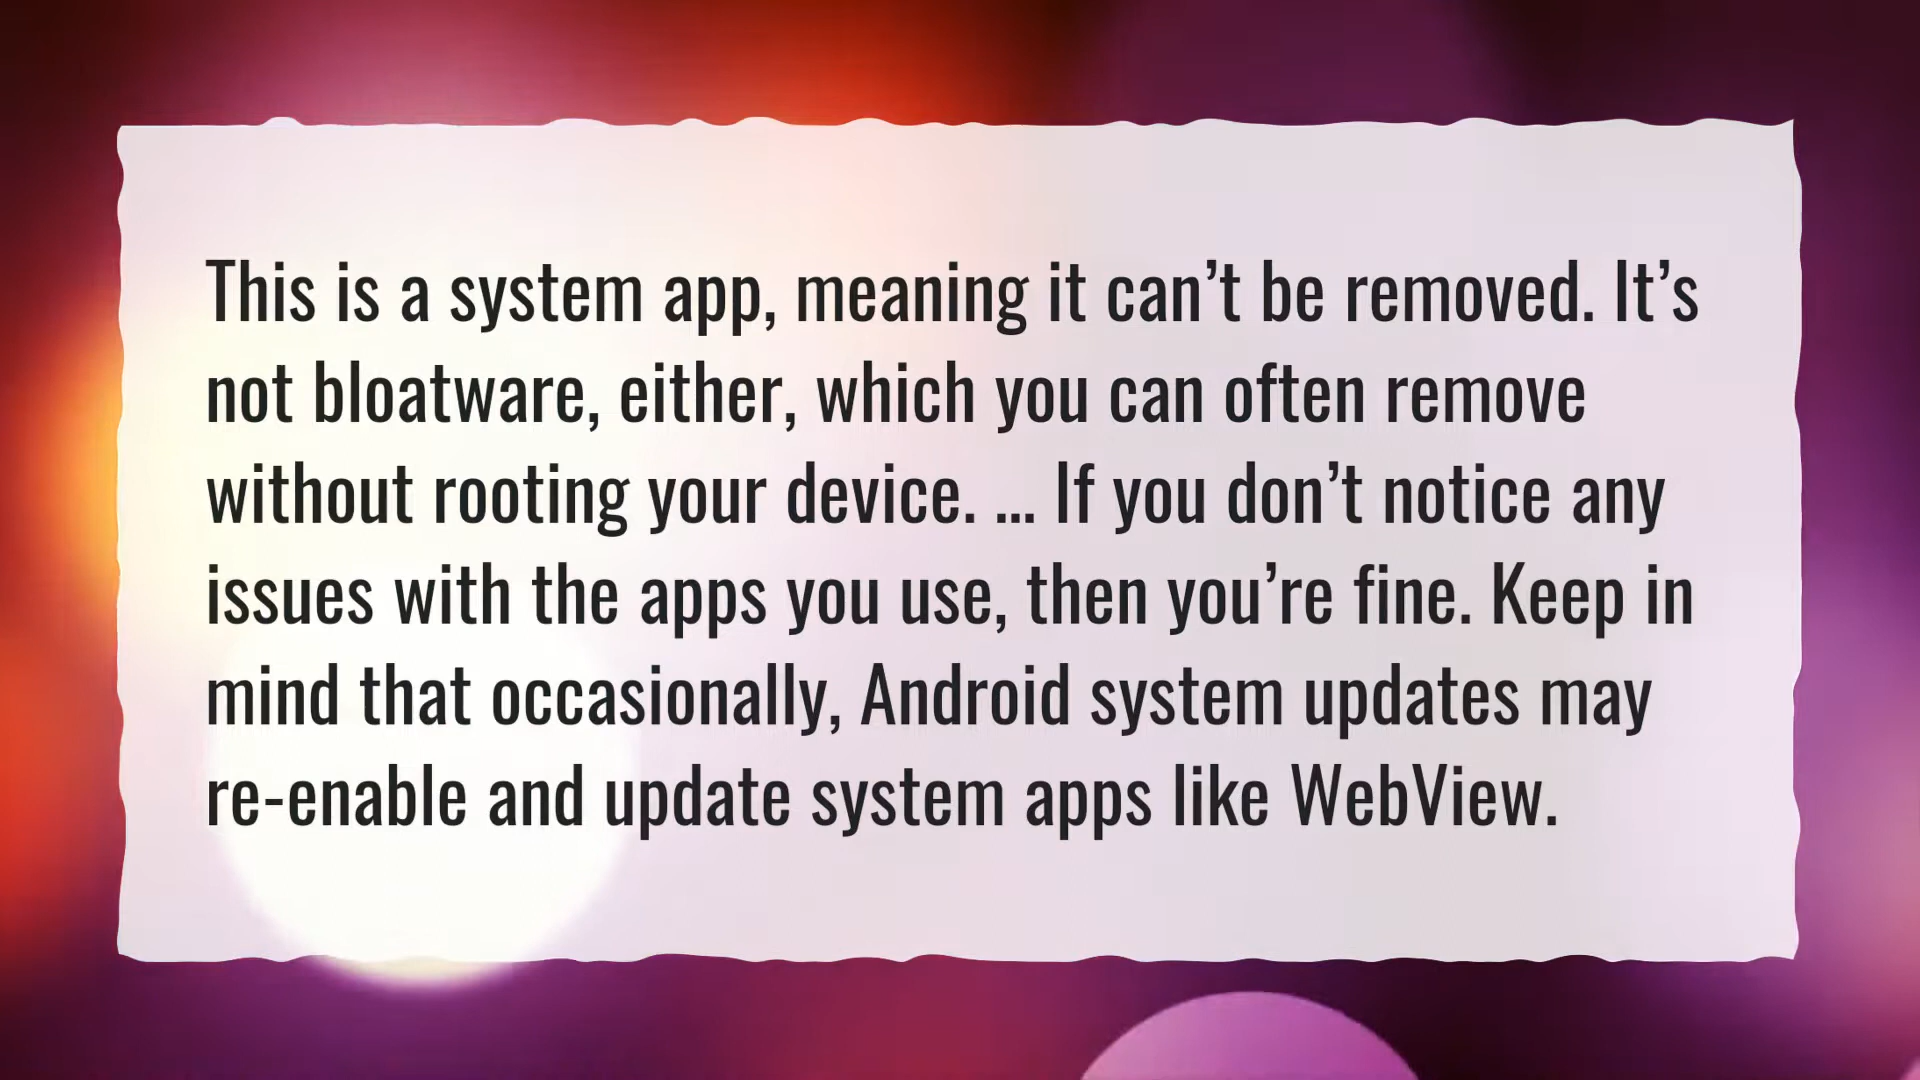 This is a system app, meaning it can’t be removed. It’s
not bloatware, either, which you can often remove
without rooting your device. ... If you don’t notice any
issues with the apps you use, then you’re fine. Keep in
mind that occasionally, Android system updates may
re-enable and update system apps like WebView.